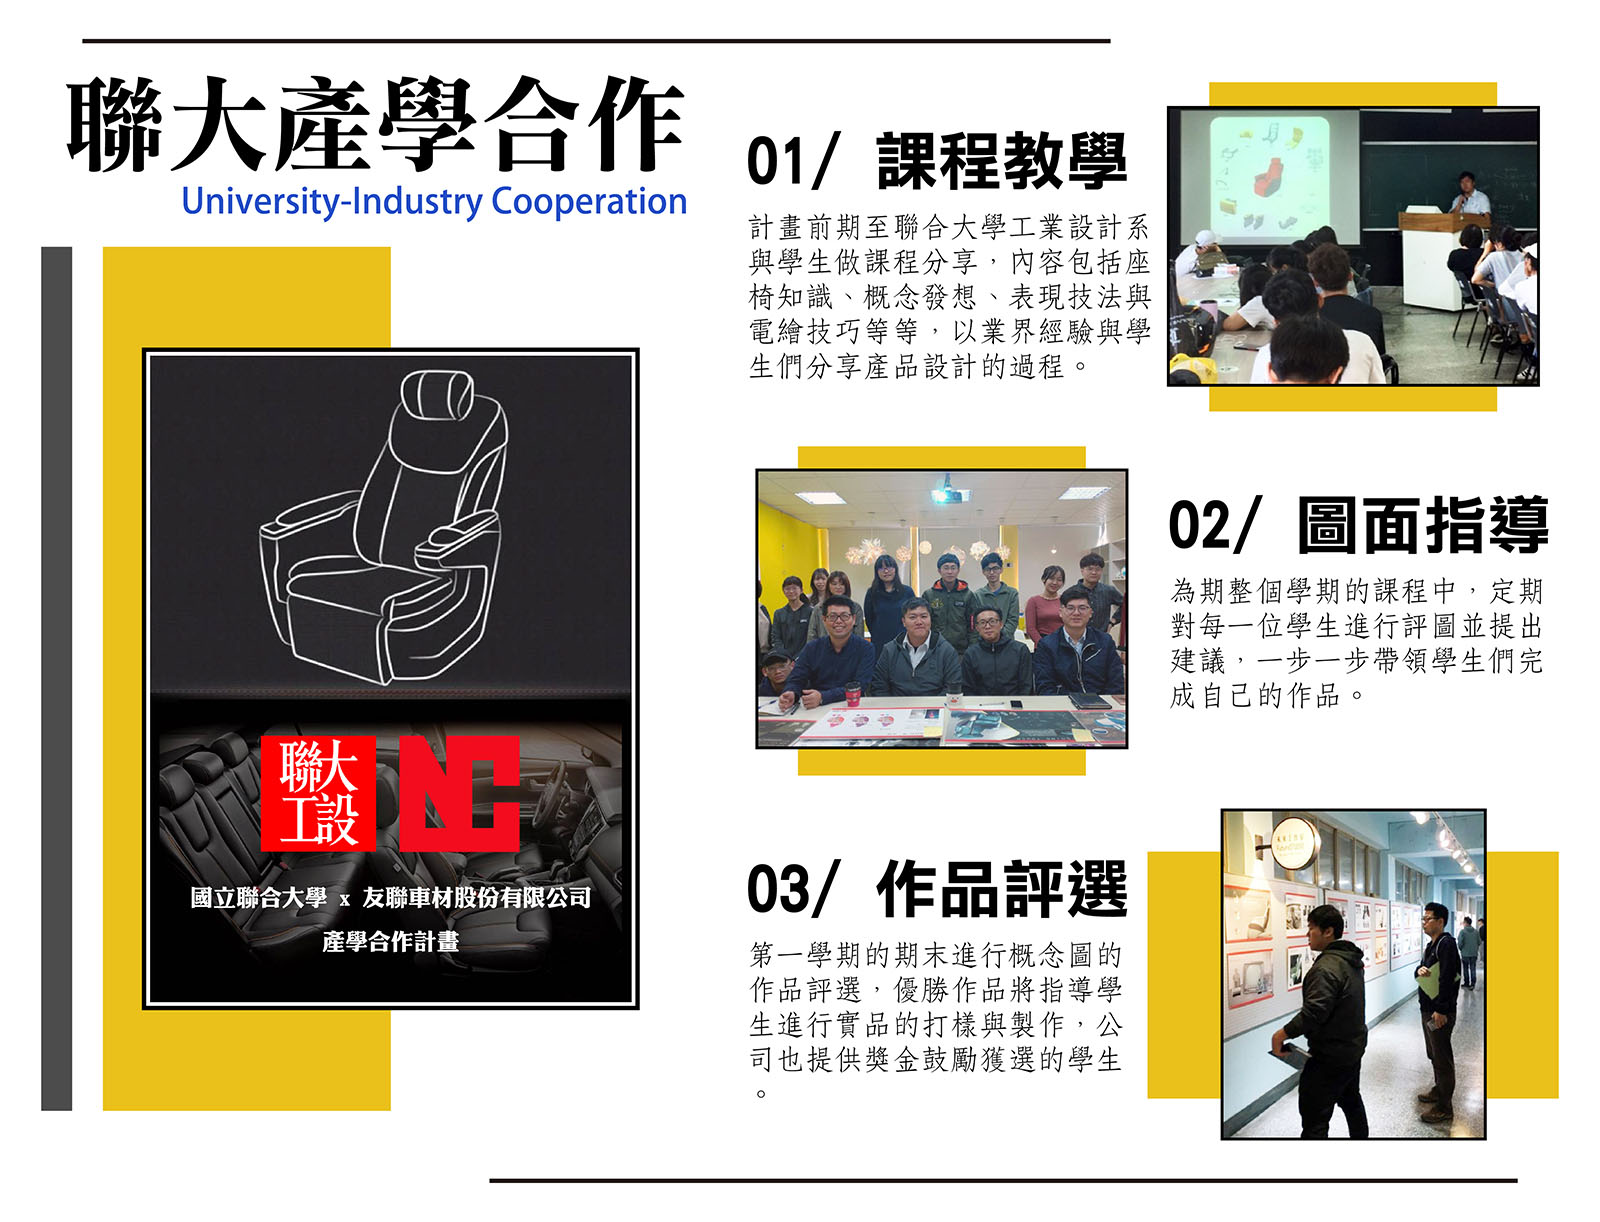 聯大產學合作
University-Industry Cooperation
聯大
工設
NC
國立聯合大學 x 友聯車材股份有限公司
產學合作計畫
01/ 課程教學
計畫前期至聯合大學工業設計系
與學生做課程分享，內容包括座
椅知識、概念發想、表現技法與
電繪技巧等等，以業界經驗與學
生們分享產品設計的過程。
02/ 圖面指導
為期整個學期的課程中，定期
對每一位學生進行評圖並提出
建議，一步一步帶領學生們完
成自己的作品。
03/ 作品評選
第一學期的期末進行概念圖的
作品評選，優勝作品將指導學
生進行實品的打樣與製作，公
司也提供獎金鼓勵獲選的學生
。